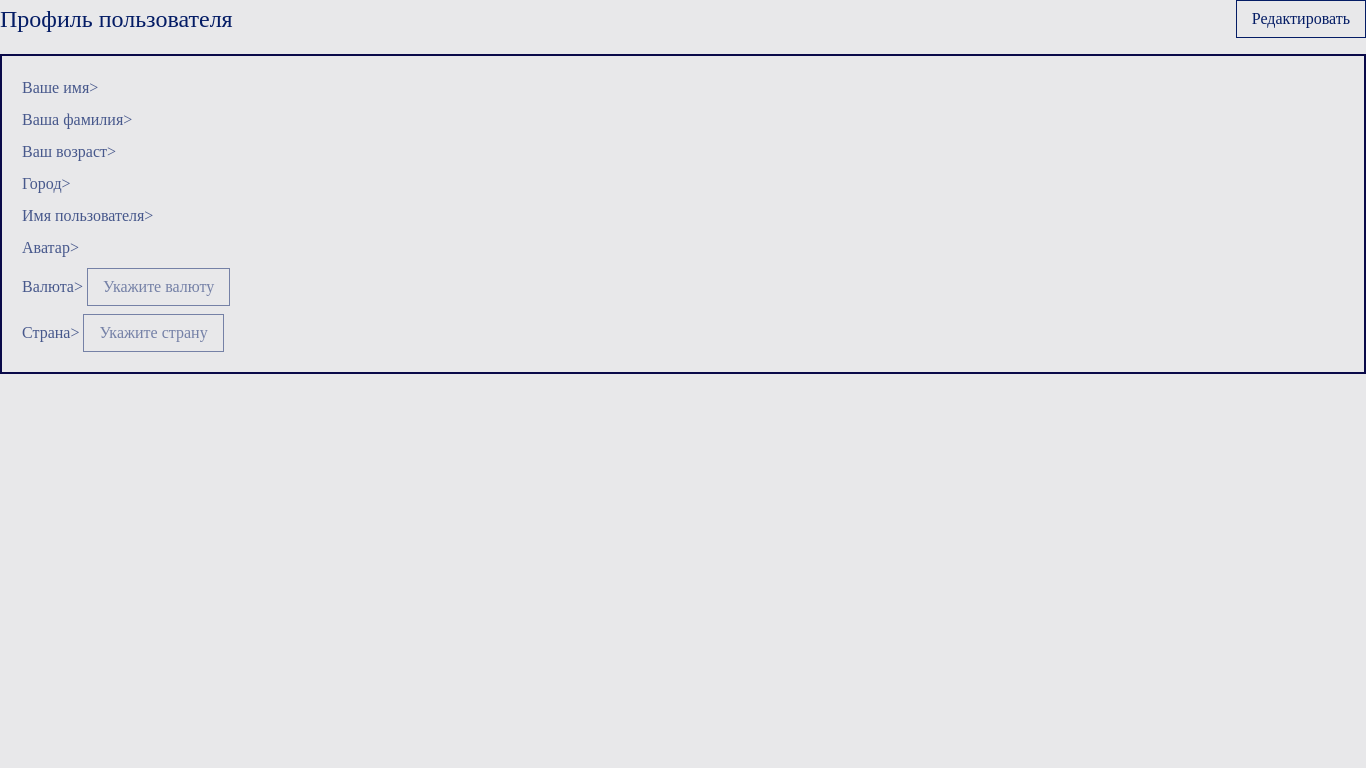 Профиль пользователя
Редактировать
Ваше имя>
Ваша фамилия>
Ваш возраст>
Город>
Имя пользователя>
Аватар>
Валюта> Укажите валюту
Страна> Укажите страну